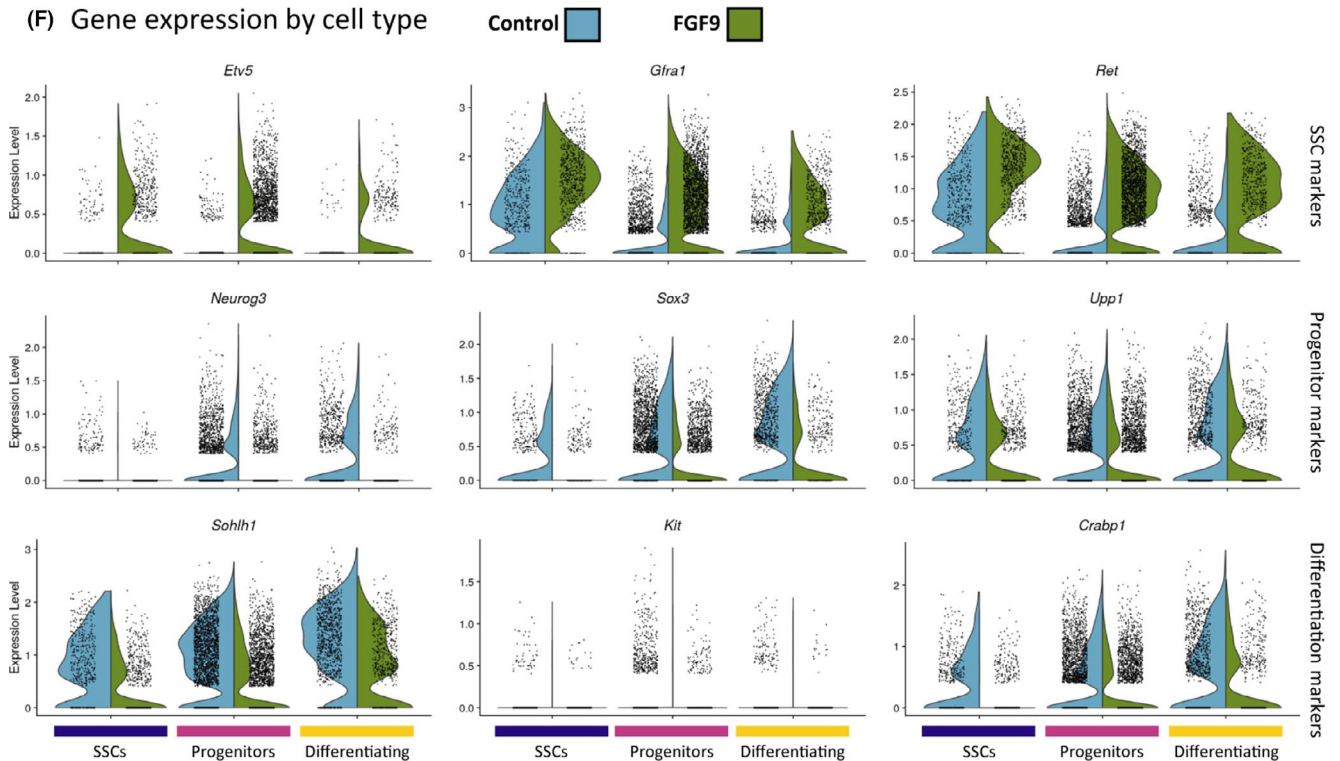 (F) Gene expression by cell type
Control
FGF9
Etv5
Gfra1
Ret
Expression Level
2.0
1.5
1.0
0.5
0.0
3
2
1
0
2.5
2.0
1.5
1.0
0.5
0.0
SSC markers
Neurog3
Sox3
Upp1
Expression Level
2.0
1.5
1.0
0.5
0.0
2.0
1.5
1.0
0.5
0.0
2.0
1.5
1.0
0.5
0.0
Progenitor markers
Sohlh1
Kit
Crabp1
Expression Level
3
2
1
0
2.0
1.5
1.0
0.5
0.0
2
1
0
Differentiation markers
SSCs Progenitors Differentiating
SSCs Progenitors Differentiating
SSCs Progenitors Differentiating